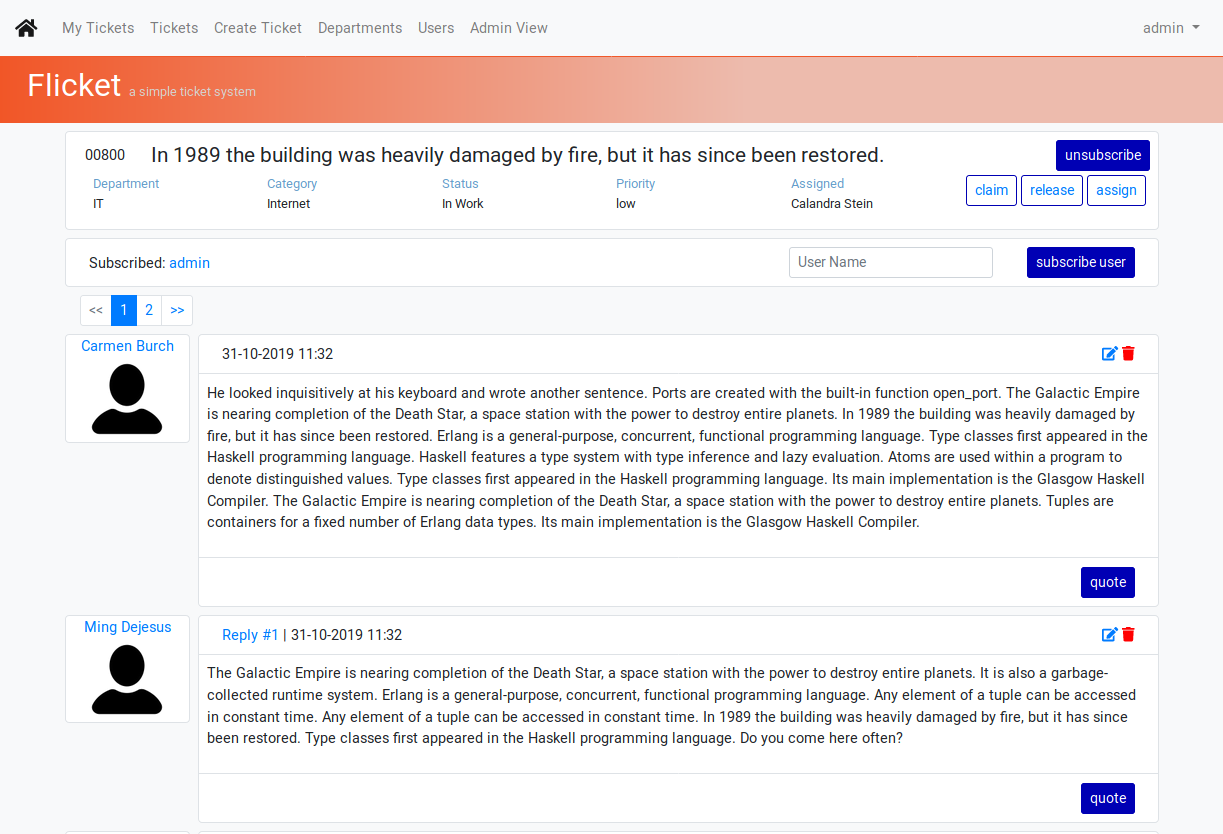 My Tickets Tickets Create Ticket Departments Users Admin View admin
Flicket a simple ticket system
00800 In 1989 the building was heavily damaged by fire, but it has since been restored. unsubscribe
Department Category Status Priority Assigned claim release assign
IT Internet In Work low Calandra Stein
Subscribed: admin User Name subscribe user
<< 1 2 >>
Carmen Burch
31-10-2019 11:32
He looked inquisitively at his keyboard and wrote another sentence. Ports are created with the built-in function open_port. The Galactic Empire
is nearing completion of the Death Star, a space station with the power to destroy entire planets. In 1989 the building was heavily damaged by
fire, but it has since been restored. Erlang is a general-purpose, concurrent, functional programming language. Type classes first appeared in the
Haskell programming language. Haskell features a type system with type inference and lazy evaluation. Atoms are used within a program to
denote distinguished values. Type classes first appeared in the Haskell programming language. Its main implementation is the Glasgow Haskell
Compiler. The Galactic Empire is nearing completion of the Death Star, a space station with the power to destroy entire planets. Tuples are
containers for a fixed number of Erlang data types. Its main implementation is the Glasgow Haskell Compiler.
quote
Ming Dejesus
Reply #1 | 31-10-2019 11:32
The Galactic Empire is nearing completion of the Death Star, a space station with the power to destroy entire planets. It is also a garbage-
collected runtime system. Erlang is a general-purpose, concurrent, functional programming language. Any element of a tuple can be accessed
in constant time. Any element of a tuple can be accessed in constant time. In 1989 the building was heavily damaged by fire, but it has since
been restored. Type classes first appeared in the Haskell programming language. Do you come here often?
quote